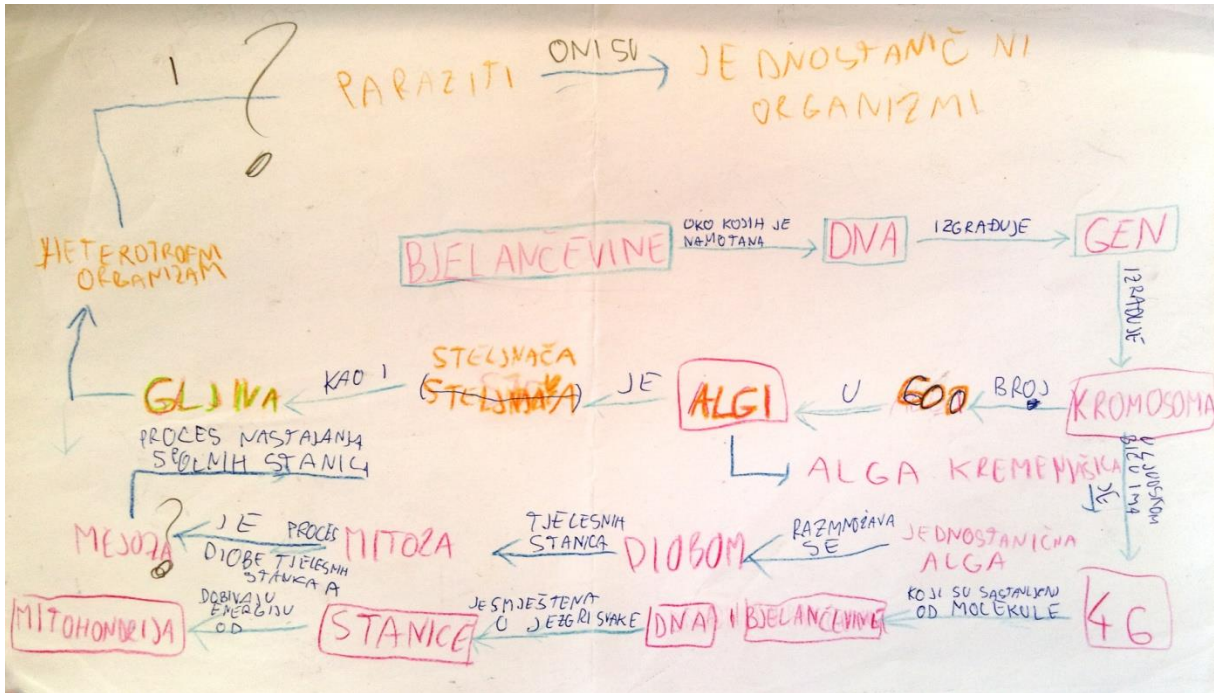 I ?
PARAZITI ONI SU JEDNOSTANIČNI
ORGANIZMI
HETEROTROFNI
ORGANIZAM
BJELANČEVINE OKO KOJIH JE
NAMOTANA
DNA IZGRAĐUJE GEN
IZGRAĐUJE
STELJNAČA
GLJIVA KAO I JE ALGI U 600 BROJ KROMOSOMA
PROCES NASTAJANJA
SPOLNIH STANICA
ALGA KREMENJAŠICA
JE
U LJUDSKOM
BIĆU IMA
MEJOZA ? JE PROCES
DIOBE TJELESNIH
STANICA A
MITOZA TJELESNIH
STANICA
DIOBOM RAZMNOŽAVA
SE
JEDNOSTANIČNA
ALGA
MITOHONDRIJA DOBIVAJU
ENERGIJU
OD
STANICE JE SMJEŠTENA
U JEZGRI SVAKE
DNA I BJELANČEVINE KOJI SU SASTAVLJENI
OD MOLEKULE
46